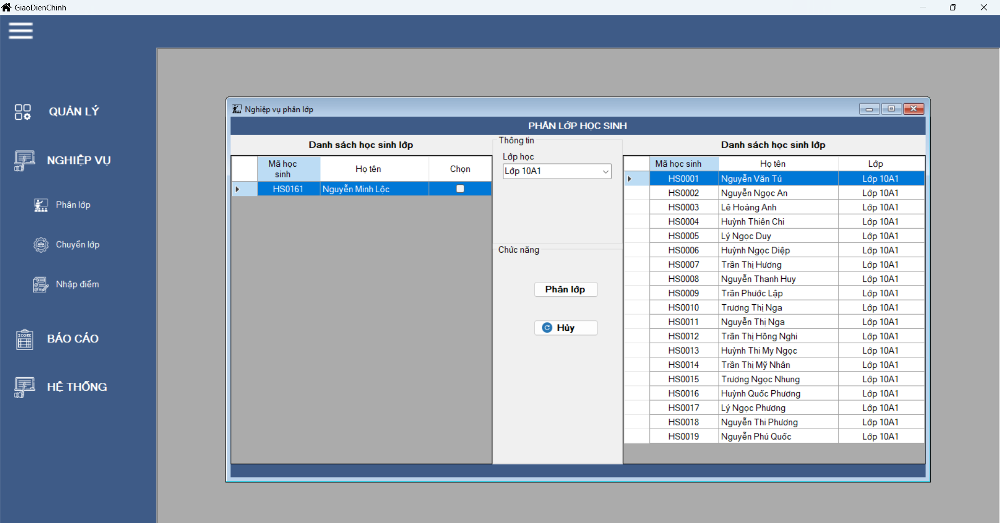 GiaoDienChinh
QUẢN LÝ
NGHIỆP VỤ
Phân lớp
Chuyển lớp
Nhập điểm
SCORE
BÁO CÁO
HỆ THỐNG
Nghiệp vụ phân lớp
PHÂN LỚP HỌC SINH
Danh sách học sinh lớp
Mã học sinh Họ tên Chọn
HS0161 Nguyễn Minh Lộc
Thông tin
Lớp học
Lớp 10A1
Chức năng
Phân lớp
Hủy
Danh sách học sinh lớp
Mã học sinh Họ tên Lớp
HS0001 Nguyễn Văn Tú Lớp 10A1
HS0002 Nguyễn Ngọc An Lớp 10A1
HS0003 Lê Hoàng Anh Lớp 10A1
HS0004 Huỳnh Thiên Chi Lớp 10A1
HS0005 Lý Ngọc Duy Lớp 10A1
HS0006 Huỳnh Ngọc Diệp Lớp 10A1
HS0007 Trần Thị Hương Lớp 10A1
HS0008 Nguyễn Thanh Huy Lớp 10A1
HS0009 Trần Phước Lập Lớp 10A1
HS0010 Trương Thị Nga Lớp 10A1
HS0011 Nguyễn Thị Nga Lớp 10A1
HS0012 Trần Thị Hồng Nghi Lớp 10A1
HS0013 Huỳnh Thi My Ngọc Lớp 10A1
HS0014 Trần Thị Mỹ Nhân Lớp 10A1
HS0015 Trương Ngọc Nhung Lớp 10A1
HS0016 Huỳnh Quốc Phương Lớp 10A1
HS0017 Lý Ngọc Phương Lớp 10A1
HS0018 Nguyễn Thi Phương Lớp 10A1
HS0019 Nguyễn Phú Quốc Lớp 10A1